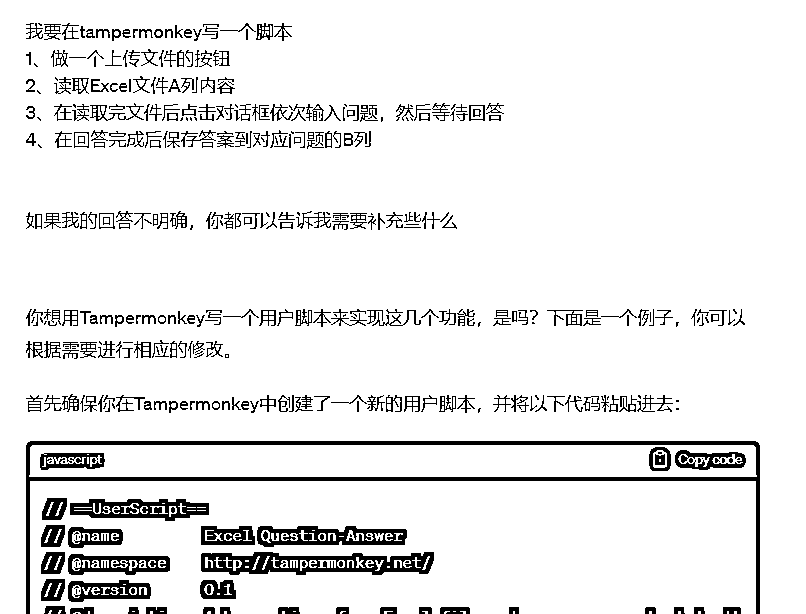 我要在tampermonkey写一个脚本
1、做一个上传文件的按钮
2、读取Excel文件A列内容
3、在读取完文件后点击对话框依次输入问题，然后等待回答
4、在回答完成后保存答案到对应问题的B列
如果我的回答不明确，你都可以告诉我需要补充些什么
你想用Tampermonkey写一个用户脚本来实现这几个功能，是吗？下面是一个例子，你可以
根据需要进行相应的修改。
首先确保你在Tampermonkey中创建了一个新的用户脚本，并将以下代码粘贴进去：
javascript Copy code
// ==UserScript==
// @name Excel Question-Answer
// @namespace http://tampermonkey.net/
// @version 0.1